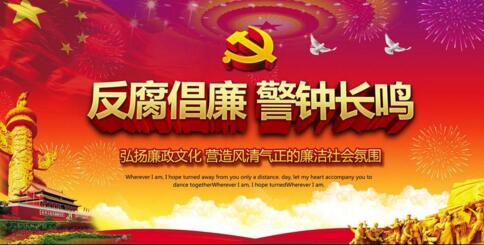 反腐倡廉 警钟长鸣
弘扬廉政文化 营造风清气正的廉洁社会氛围
Wherever I am, I hope turned away from you only a distance. day, let my heart accompany you to
dance togetherWherever I am, I hope turnedWherever I am.